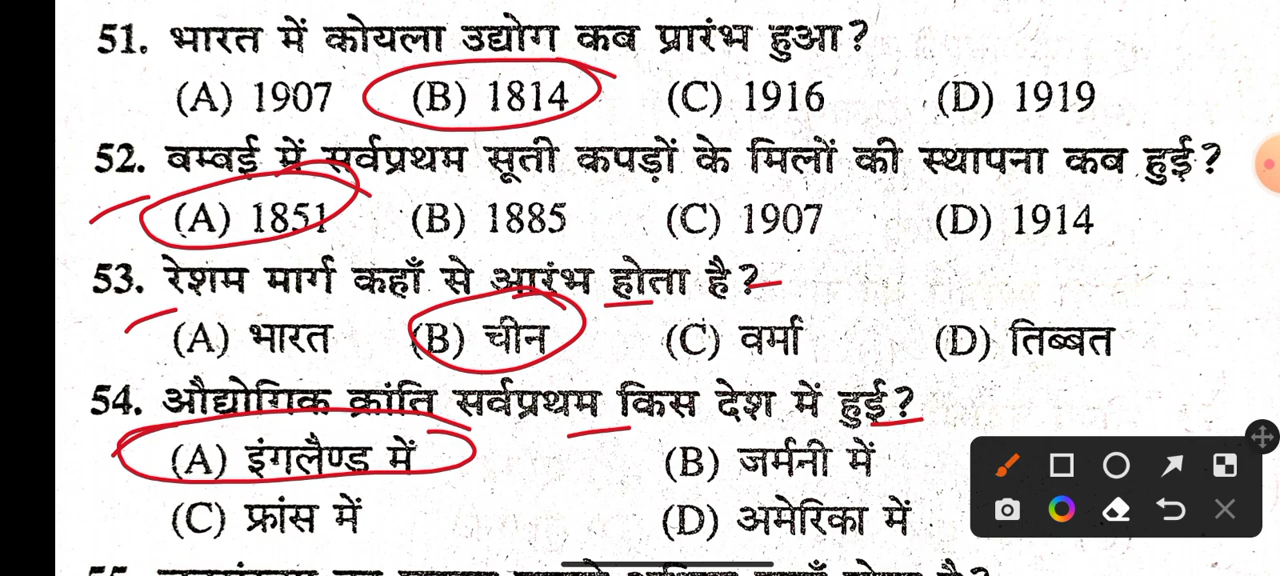 51. भारत में कोयला उद्योग कब प्रारंभ हुआ?
(A) 1907 (B) 1814 (C) 1916 (D) 1919
52. बम्बई में सर्वप्रथम सूती कपड़ों के मिलों की स्थापना कब हुई?
(A) 1851 (B) 1885 (C) 1907 (D) 1914
53. रेशम मार्ग कहाँ से आरंभ होता है?
(A) भारत (B) चीन (C) वर्मा (D) तिब्बत
54. औद्योगिक क्रांति सर्वप्रथम किस देश में हुई?
(A) इंगलैण्ड में (B) जर्मनी में
(C) फ्रांस में (D) अमेरिका में